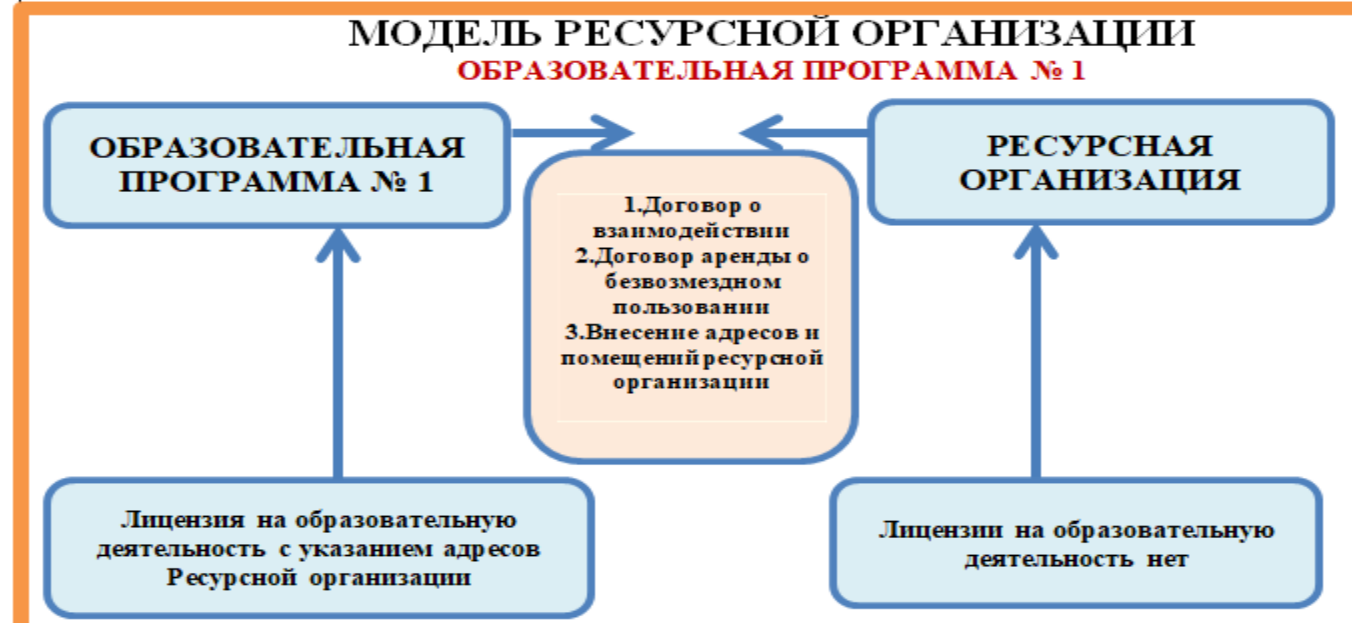 МОДЕЛЬ РЕСУРСНОЙ ОРГАНИЗАЦИИ
ОБРАЗОВАТЕЛЬНАЯ ПРОГРАММА № 1
ОБРАЗОВАТЕЛЬНАЯ
ПРОГРАММА № 1
РЕСУРСНАЯ
ОРГАНИЗАЦИЯ
1.Договор о
взаимодействии
2.Договор аренды о
безвозмездном
пользовании
3.Внесение адресов и
помещений ресурсной
организации
Лицензия на образовательную
деятельность с указанием адресов
Ресурсной организации
Лицензии на образовательную
деятельность нет